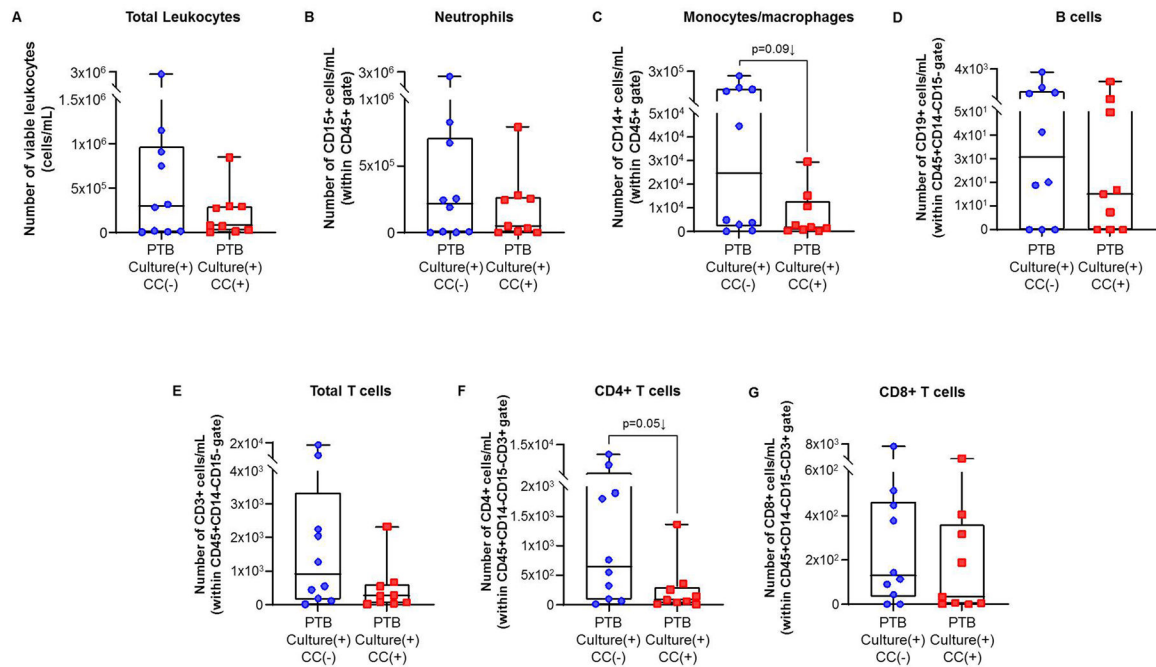 A Total Leukocytes
Number of viable leukocytes
(cells/mL)
3x10⁶
1.5x10⁶
1x10⁶
5x10⁵
0
PTB
Culture(+)
CC(-)
PTB
Culture(+)
CC(+)
B Neutrophils
Number of CD15+ cells/mL
(within CD45+ gate)
3x10⁶
1x10⁶
5x10⁵
0
PTB
Culture(+)
CC(-)
PTB
Culture(+)
CC(+)
C Monocytes/macrophages
Number of CD14+ cells/mL
(within CD45+ gate)
p=0.09↓
3x10⁵
5x10⁴
4x10⁴
3x10⁴
2x10⁴
1x10⁴
0
PTB
Culture(+)
CC(-)
PTB
Culture(+)
CC(+)
D B cells
Number of CD19+ cells/mL
(within CD45+CD14-CD15- gate)
4x10³
5x10¹
4x10¹
3x10¹
2x10¹
1x10¹
0
PTB
Culture(+)
CC(-)
PTB
Culture(+)
CC(+)
E Total T cells
Number of CD3+ cells/mL
(within CD45+CD14-CD15- gate)
2x10⁴
4x10³
3x10³
2x10³
1x10³
0
PTB
Culture(+)
CC(-)
PTB
Culture(+)
CC(+)
F CD4+ T cells
Number of CD4+ cells/mL
(within CD45+CD14-CD15-CD3+ gate)
p=0.05↓
1.5x10⁴
2x10³
1x10³
1x10³
5x10²
0
PTB
Culture(+)
CC(-)
PTB
Culture(+)
CC(+)
G CD8+ T cells
Number of CD8+ cells/mL
(within CD45+CD14-CD15-CD3+ gate)
8x10³
6x10²
4x10²
2x10²
0
PTB
Culture(+)
CC(-)
PTB
Culture(+)
CC(+)